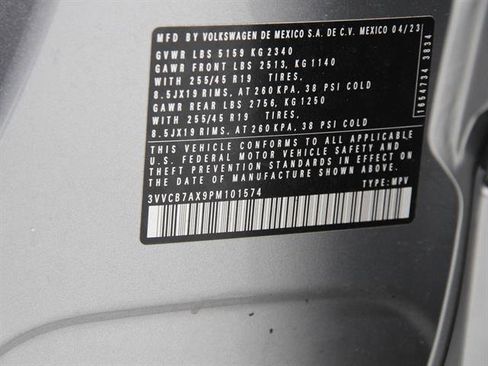 MFD. BY VOLKSWAGEN DE MEXICO S.A. DE C.V. MEXICO 04/23
GVWR LBS 5159 KG 2340
GAWR FRONT LBS 2513, KG 1140
WITH 255/45 R19 TIRES,
8.5JX19 RIMS, AT 260 KPA, 38 PSI COLD
GAWR REAR LBS 2756, KG 1250
WITH 255/45 R19 TIRES,
8.5JX19 RIMS, AT 260 KPA, 38 PSI COLD
THIS VEHICLE CONFORMS TO ALL APPLICABLE
U.S. FEDERAL MOTOR VEHICLE SAFETY AND
THEFT PREVENTION STANDARDS IN EFFECT ON
THE DATE OF MANUFACTURE SHOWN ABOVE.
3VVCB7AX9PM101574 TYPE: MPV
1654734 3834